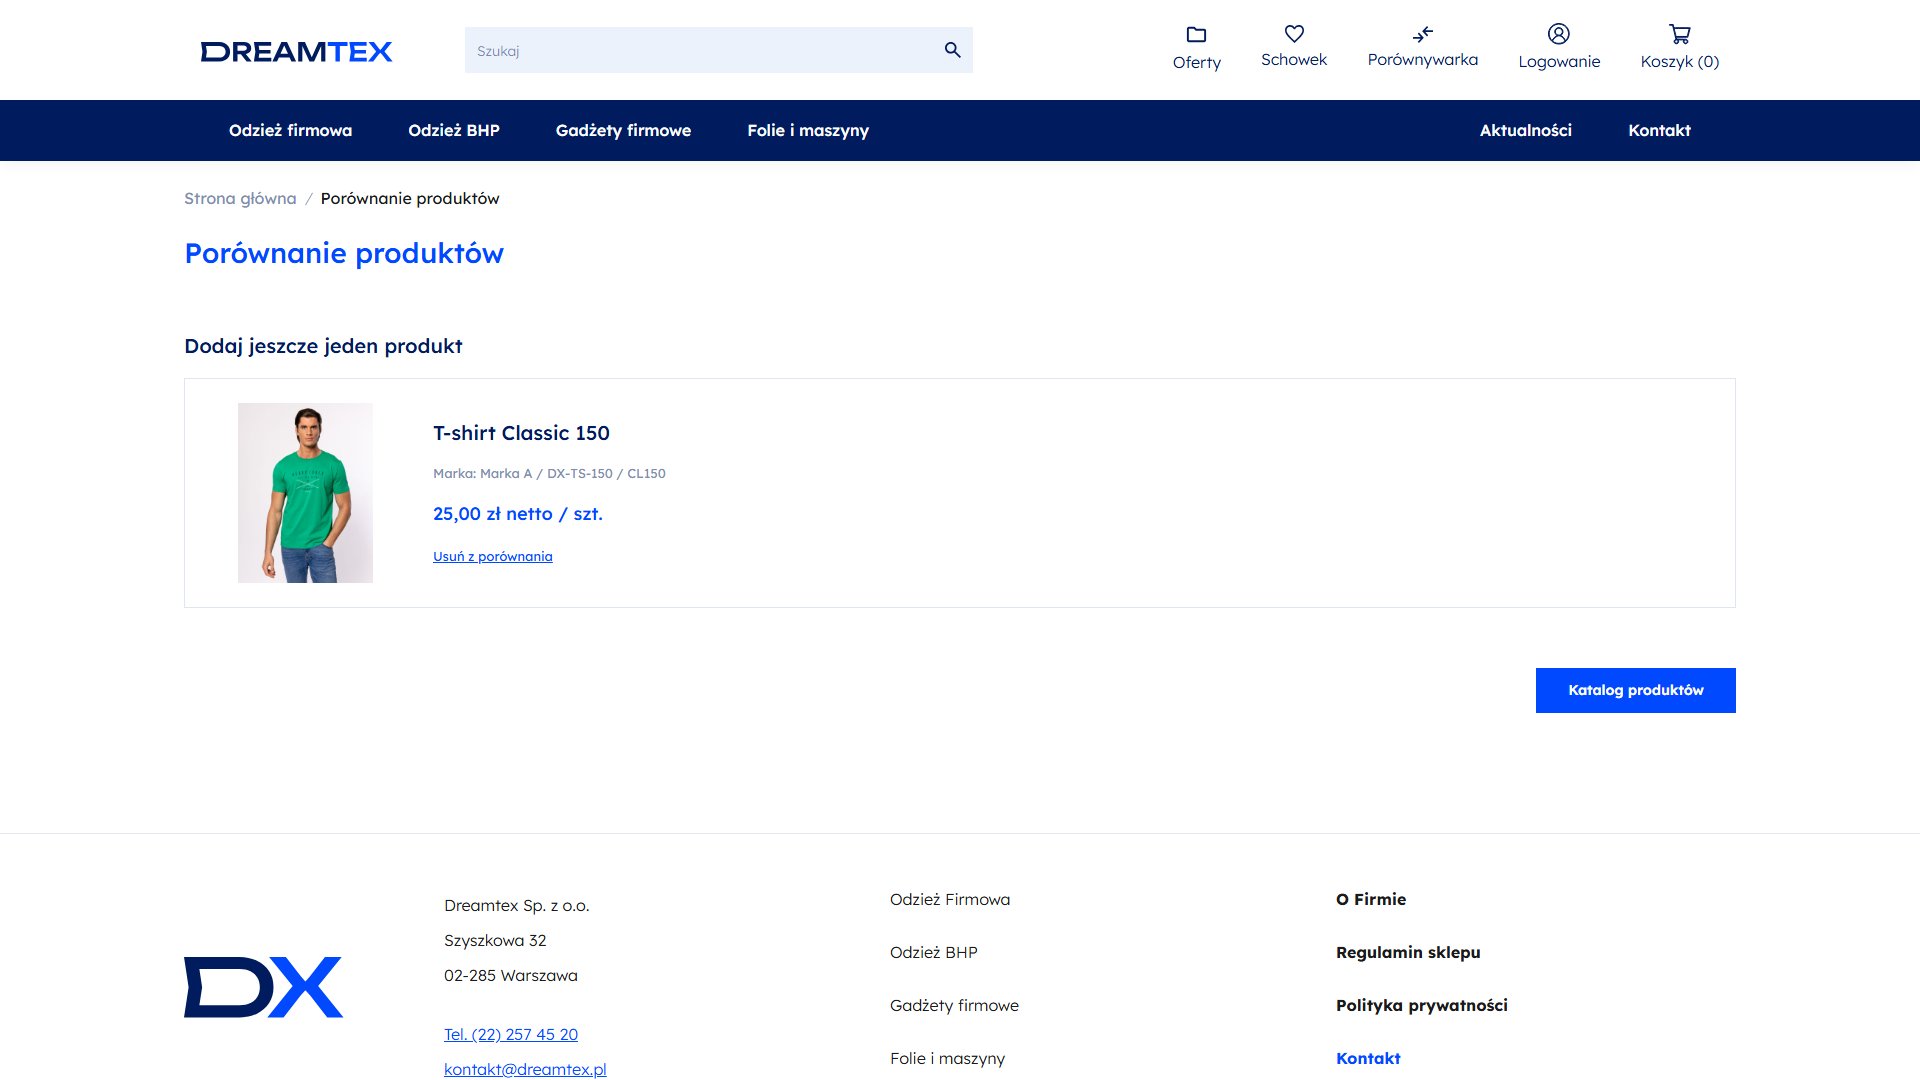 DREAMTEX
Szukaj
Oferty
Schowek
Porównywarka
Logowanie
Koszyk (0)
Odzież firmowa
Odzież BHP
Gadżety firmowe
Folie i maszyny
Aktualności
Kontakt
Strona główna / Porównanie produktów
Porównanie produktów
Dodaj jeszcze jeden produkt
T-shirt Classic 150
Marka: Marka A / DX-TS-150 / CL150
25,00 zł netto / szt.
Usuń z porównania
Katalog produktów
DX
Dreamtex Sp. z o.o.
Szyszkowa 32
02-285 Warszawa
Tel. (22) 257 45 20
kontakt@dreamtex.pl
Odzież Firmowa
Odzież BHP
Gadżety firmowe
Folie i maszyny
O Firmie
Regulamin sklepu
Polityka prywatności
Kontakt